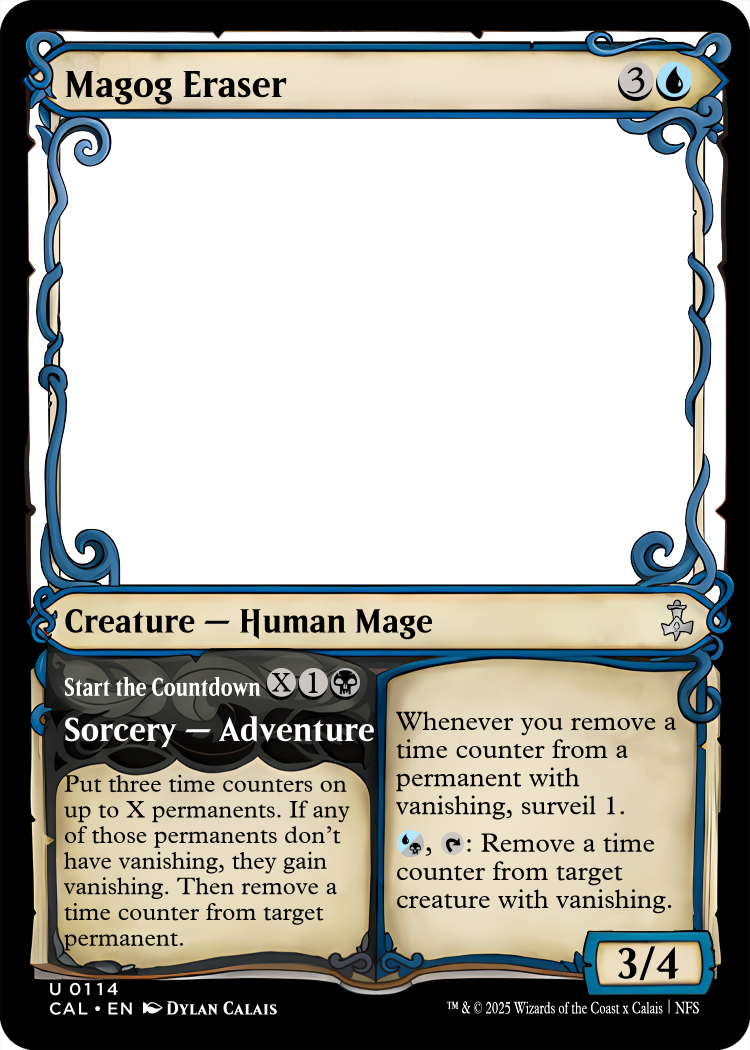 Magog Eraser 3
Creature — Human Mage
Start the Countdown X 1
Sorcery — Adventure
Put three time counters on
up to X permanents. If any
of those permanents don't
have vanishing, they gain
vanishing. Then remove a
time counter from target
permanent.
Whenever you remove a
time counter from a
permanent with
vanishing, surveil 1.
, : Remove a time
counter from target
creature with vanishing.
3/4
U 0114
CAL • EN Dylan Calais
™ & © 2025 Wizards of the Coast x Calais | NFS